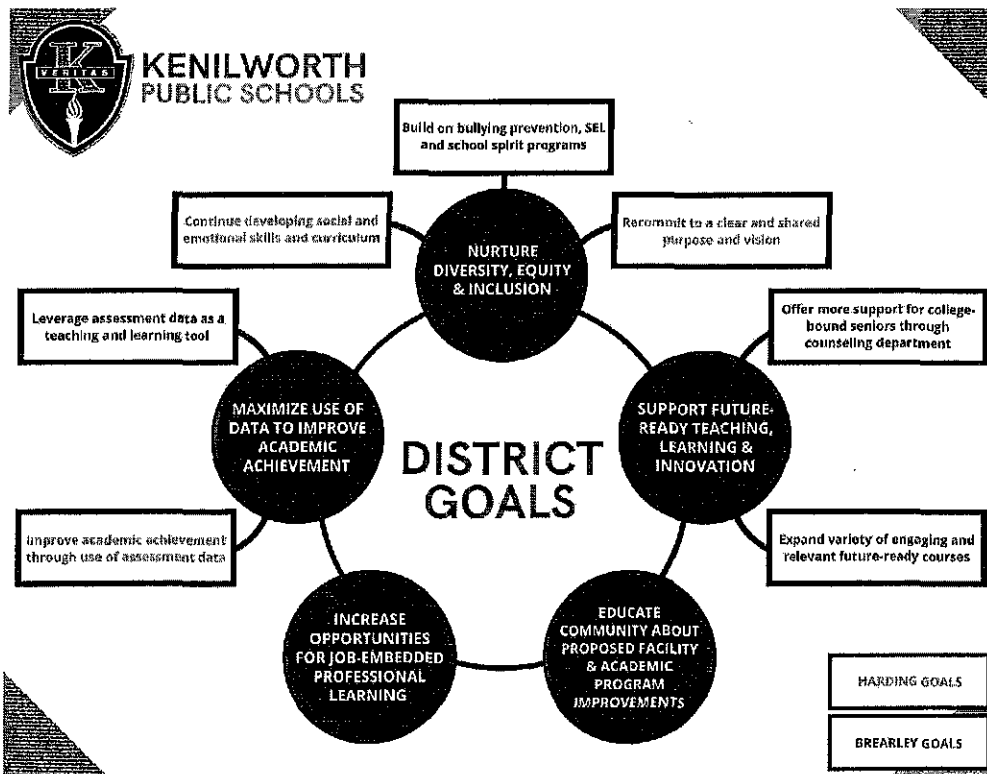 K
VERITAS
KENILWORTH
PUBLIC SCHOOLS
Build on bullying prevention, SEL
and school spirit programs
Continue developing social and
emotional skills and curriculum
Recommit to a clear and shared
purpose and vision
NURTURE
DIVERSITY, EQUITY
& INCLUSION
Leverage assessment data as a
teaching and learning tool
Offer more support for college-
bound seniors through
counseling department
MAXIMIZE USE OF
DATA TO IMPROVE
ACADEMIC
ACHIEVEMENT
SUPPORT FUTURE-
READY TEACHING,
LEARNING &
INNOVATION
DISTRICT
GOALS
Improve academic achievement
through use of assessment data
Expand variety of engaging and
relevant future-ready courses
INCREASE
OPPORTUNITIES
FOR JOB-EMBEDDED
PROFESSIONAL
LEARNING
EDUCATE
COMMUNITY ABOUT
PROPOSED FACILITY
& ACADEMIC
PROGRAM
IMPROVEMENTS
HARDING GOALS
BREARLEY GOALS